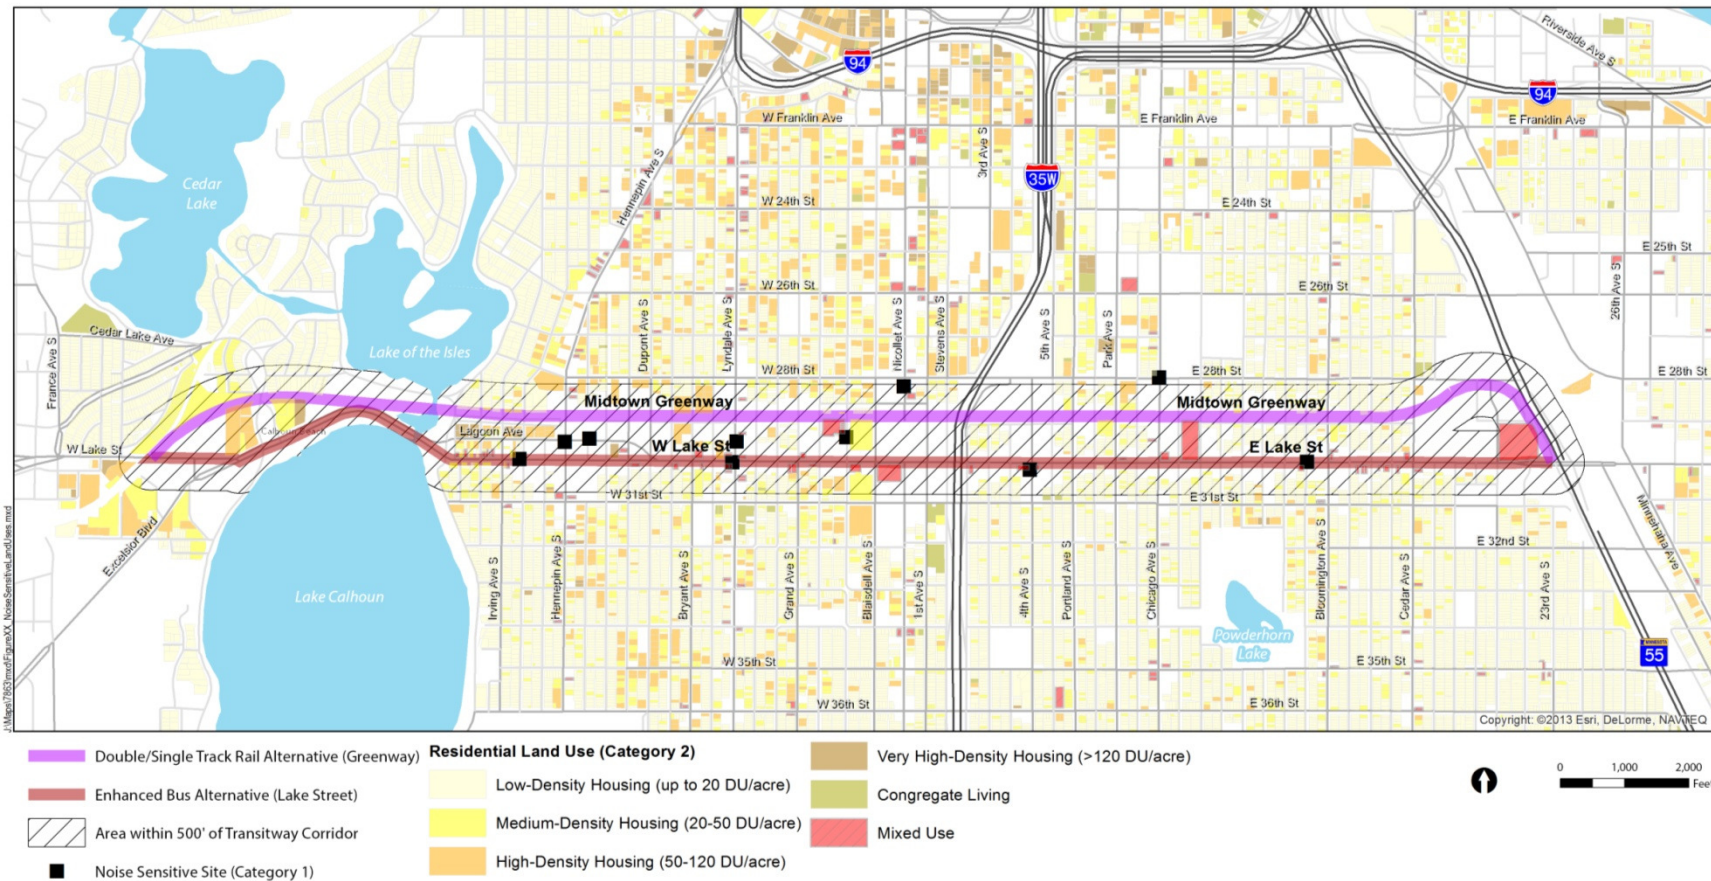 Riverside Ave S
94
94
W Franklin Ave
E Franklin Ave
E Franklin Ave
3rd Ave S
Hennepin Ave S
35W
Cedar
Lake
W 24th St
E 24th St
E 25th St
W 26th St
E 26th St
26th Ave S
Dupont Ave S
Lyndale Ave S
Nicollet Ave S
Stevens Ave S
5th Ave S
Park Ave S
Cedar Lake Ave
France Ave S
Lake of the Isles
W 28th St
E 28th St
E 28th St
Midtown Greenway
Midtown Greenway
Calhoun Beach
Lagoon Ave
W Lake St
W Lake St
E Lake St
W 31st St
E 31st St
Excelsior Blvd
Minnehaha Ave
E 32nd St
Irving Ave S
Hennepin Ave S
Bryant Ave S
Grand Ave S
Blaisdell Ave S
1st Ave S
4th Ave S
Portland Ave S
Chicago Ave S
Bloomington Ave S
Cedar Ave S
23rd Ave S
Lake Calhoun
Powderhorn
Lake
55
W 35th St
E 35th St
W 36th St
E 36th St
Copyright: ©2013 Esri, DeLorme, NAVTEQ
J:\Maps\7863\mxd\FigureXX_NoiseSensitiveLandUses.mxd
Double/Single Track Rail Alternative (Greenway)
Enhanced Bus Alternative (Lake Street)
Area within 500' of Transitway Corridor
Noise Sensitive Site (Category 1)
Residential Land Use (Category 2)
Low-Density Housing (up to 20 DU/acre)
Medium-Density Housing (20-50 DU/acre)
High-Density Housing (50-120 DU/acre)
Very High-Density Housing (>120 DU/acre)
Congregate Living
Mixed Use
0 1,000 2,000
Feet